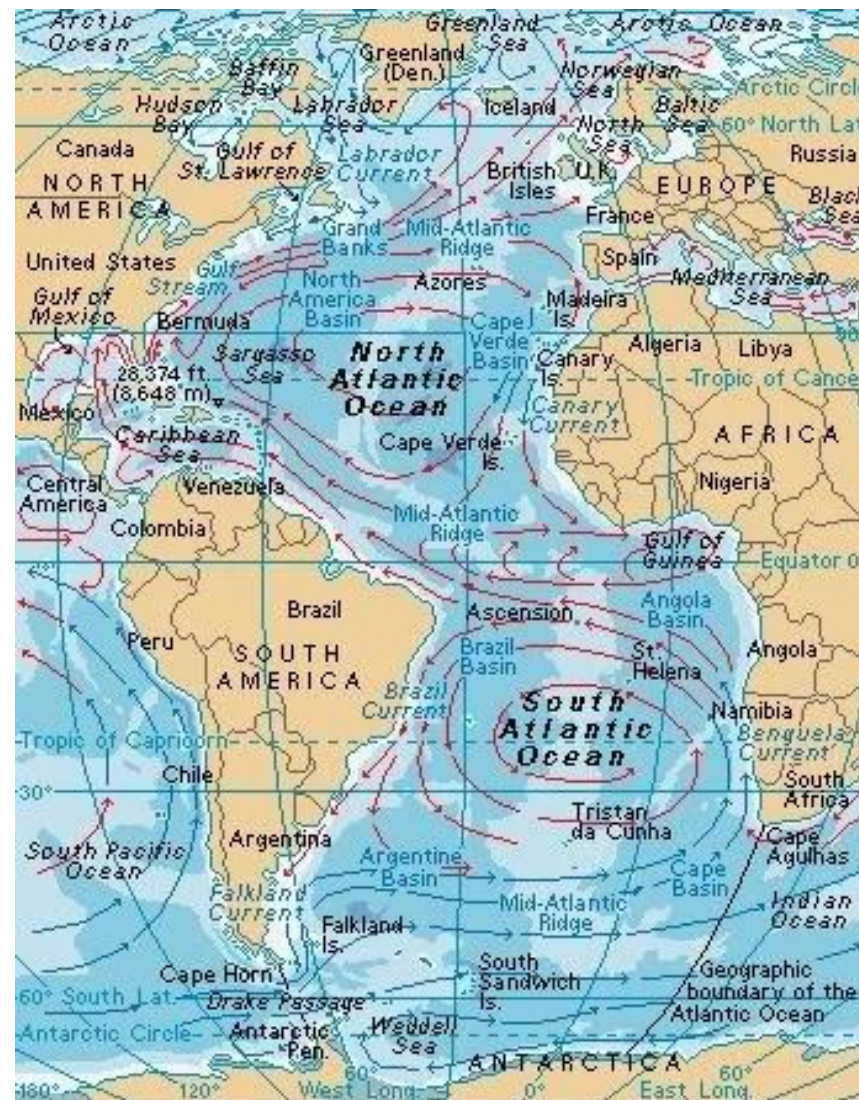 Arctic
Ocean
Greenland
Sea
Arctic Ocean
Greenland
(Den.)
Baffin
Bay
Norwegian
Sea
Arctic Circl
Hudson
Bay
Labrador
Sea
Iceland
Baltic
Sea
North
Sea
60° North Lat
Canada
Gulf of
St. Lawrence
Labrador
Current
British
Isles
U.K.
Russia
NORTH
AMERICA
EUROPE
Black
Sea
France
Grand
Banks
Mid-Atlantic
Ridge
United States
Gulf
Stream
Spain
Gulf of
Mexico
North
America
Basin
Azores
Mediterranean
Sea
Madeira
Is.
Bermuda
Cape
Verde
Basin
Sargasso
Sea
North
Atlantic
Ocean
Canary
Is.
Algeria
Libya
28,374 ft.
(8,648 m)
Tropic of Cance
Mexico
Canary
Current
Caribbean
Sea
Cape Verde
Is.
AFRICA
Central
America
Venezuela
Nigeria
Colombia
Mid-Atlantic
Ridge
Gulf of
Guinea
Equator 0
Ascension
Angola
Basin
Brazil
Peru
SOUTH
AMERICA
Brazil
Basin
St.
Helena
Angola
Brazil
Current
South
Atlantic
Ocean
Namibia
Tropic of Capricorn
Benguela
Current
Chile
30°
South
Africa
Tristan
da Cunha
Argentina
Cape
Agulhas
South Pacific
Ocean
Argentine
Basin
Cape
Basin
Falkland
Current
Mid-Atlantic
Ridge
Indian
Ocean
Falkland
Is.
Cape Horn
South
Sandwich
Is.
Geographic
boundary of the
Atlantic Ocean
60° South Lat.
Drake Passage
Antarctic Circle
Antarctic
Pen.
Weddell
Sea
ANTARCTICA
180°
120°
60°
West Long.
0°
East Long.
60°